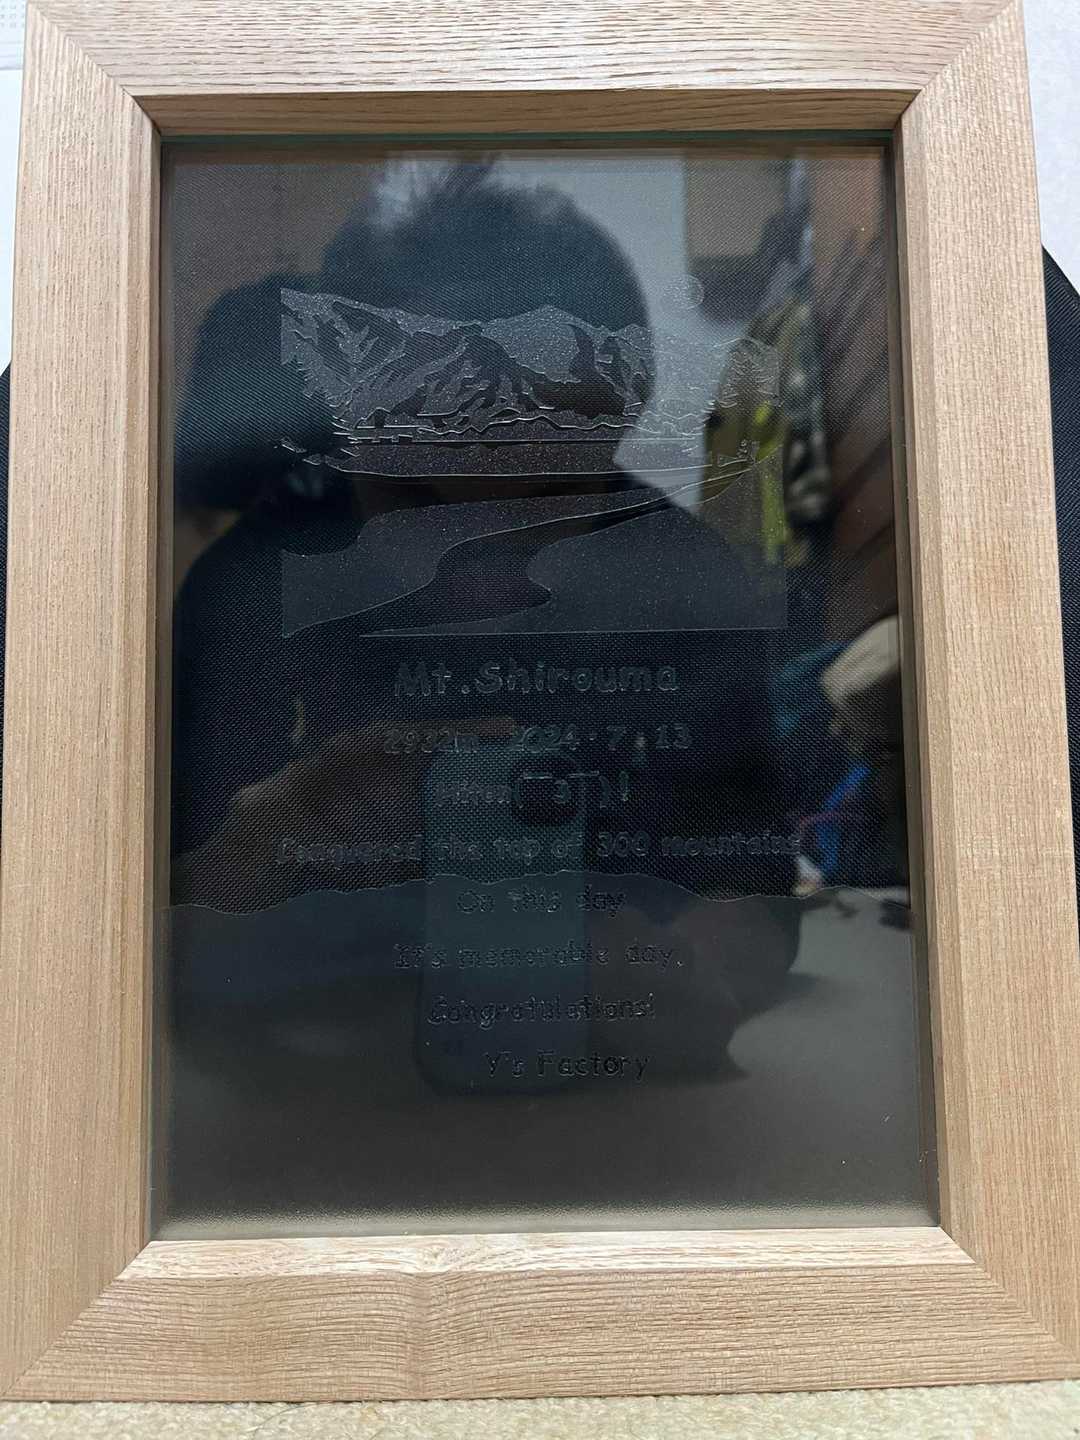 Mt.Shirouma
2932m 2024・7・13
(￣3￣)!
Conquered the top of 300 mountains
On this day
It's memorable day.
Congratulations!
Y's Factory